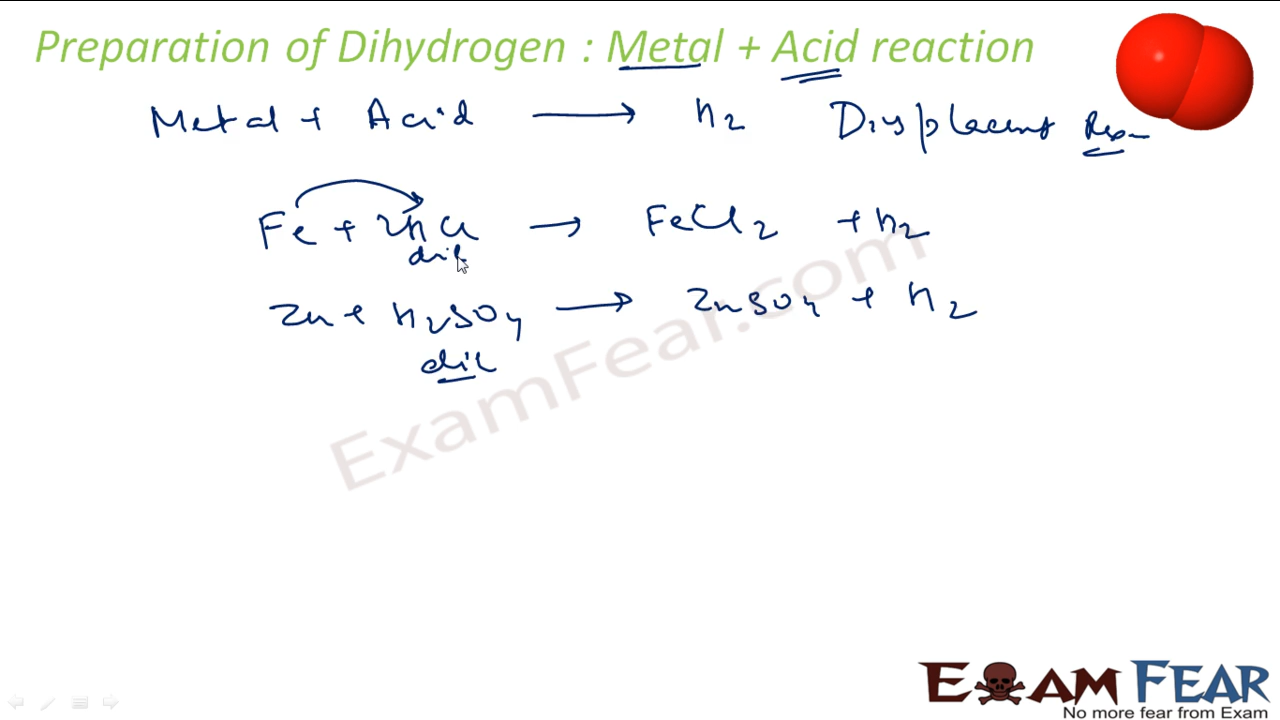 Preparation of Dihydrogen : Metal + Acid reaction
Metal + Acid → H2 Displacent
Fe + 2HCl → FeCl2 + H2
dil
Zn + H2SO4 → ZnSO4 + H2
dil
ExamFear.com
EXAM FEAR
No more fear from Exam